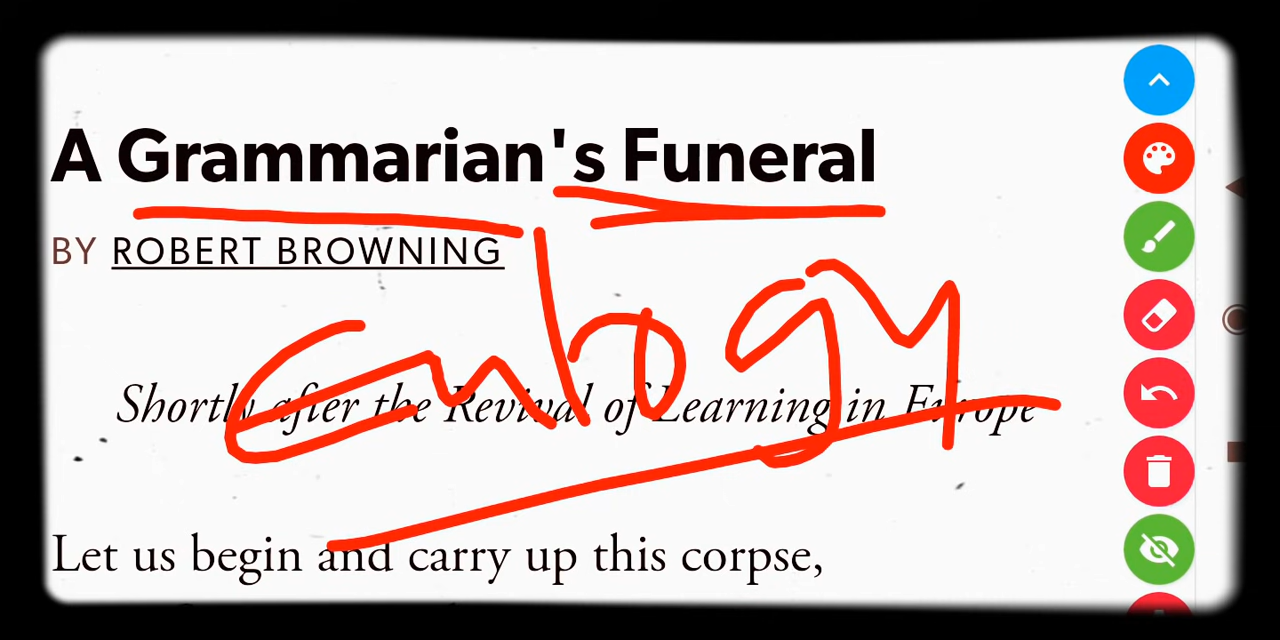 A Grammarian's Funeral
BY ROBERT BROWNING
eulogy
Shortly after the Revival of Learning in Europe
Let us begin and carry up this corpse,